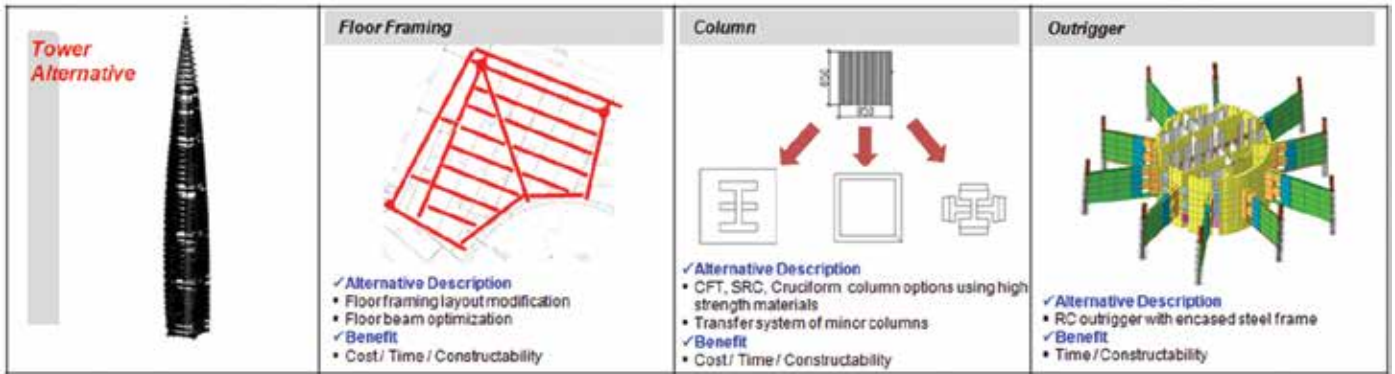 Tower
Alternative
Floor Framing
✓Alternative Description
• Floor framing layout modification
• Floor beam optimization
✓Benefit
• Cost / Time / Constructability
Column
850
850
✓Alternative Description
• CFT, SRC, Cruciform column options using high
strength materials
• Transfer system of minor columns
✓Benefit
• Cost / Time / Constructability
Outrigger
✓Alternative Description
• RC outrigger with encased steel frame
✓Benefit
• Time / Constructability